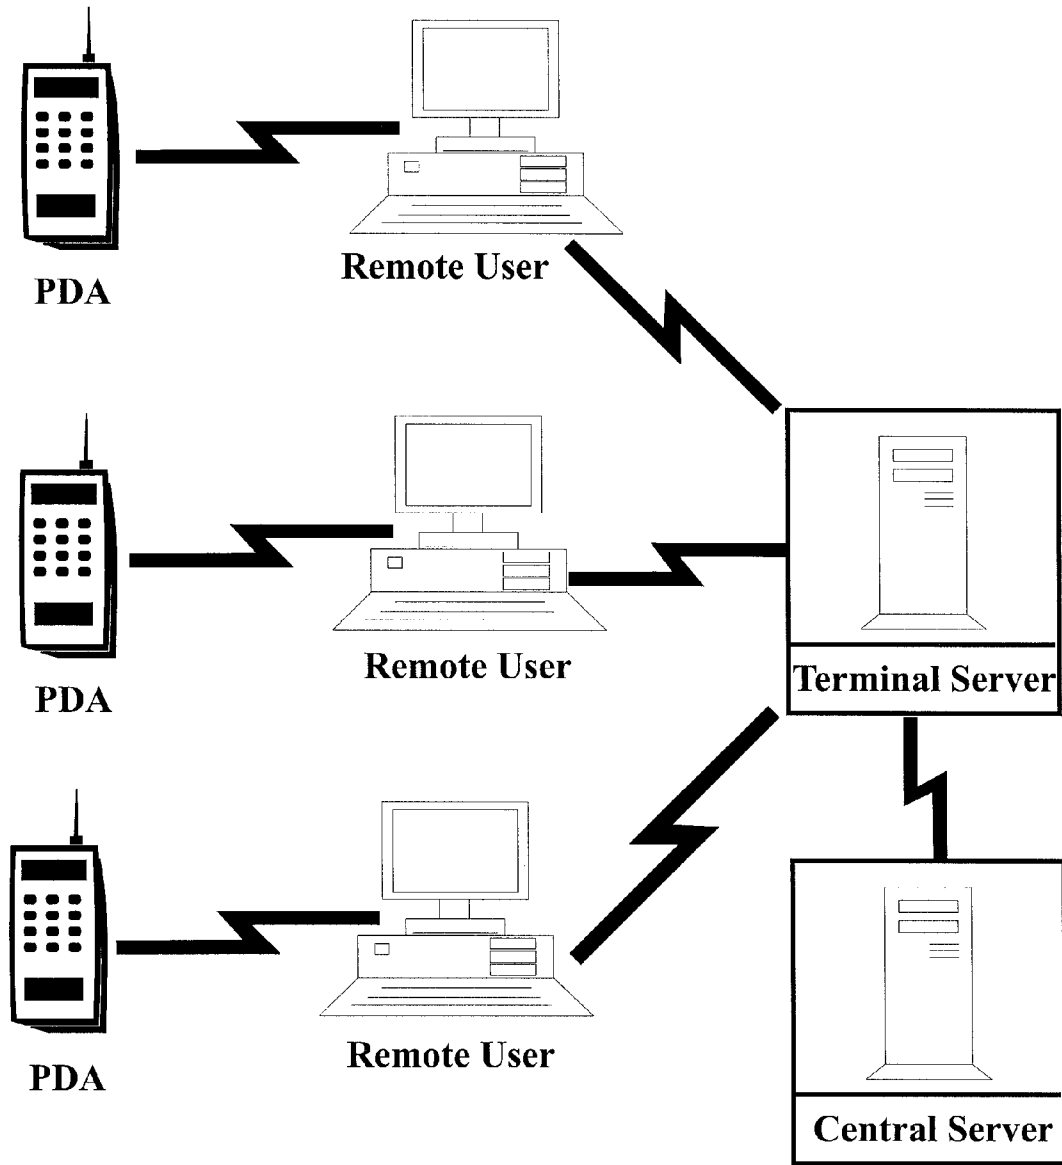 PDA
Remote User
PDA
Remote User
Terminal Server
PDA
Remote User
Central Server